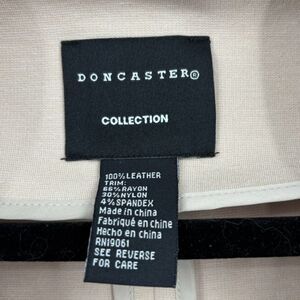 DONCASTER®
COLLECTION
100% LEATHER
TRIM:
66% RAYON
30% NYLON
4% SPANDEX
Made in china
Fabriqué en chine
Hecho en china
RN19061
SEE REVERSE
FOR CARE